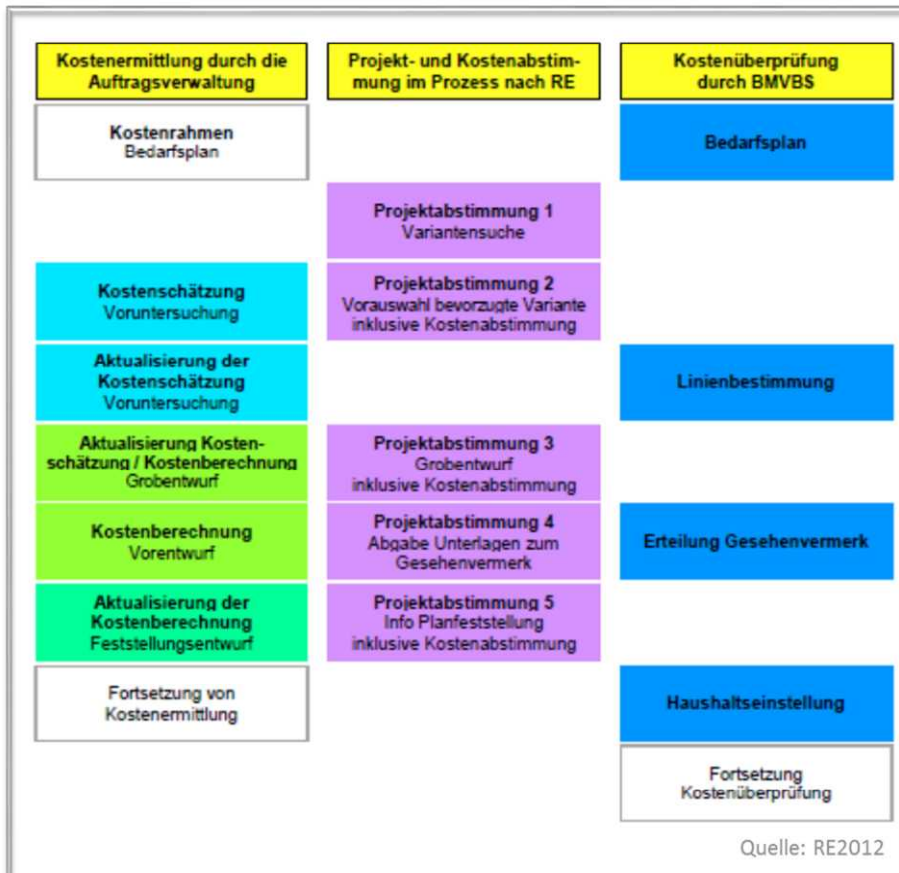 Kostenermittlung durch die
Auftragsverwaltung
Projekt- und Kostenabstim-
mung im Prozess nach RE
Kostenüberprüfung
durch BMVBS
Kostenrahmen
Bedarfsplan
Bedarfsplan
Projektabstimmung 1
Variantensuche
Kostenschätzung
Voruntersuchung
Projektabstimmung 2
Vorauswahl bevorzugte Variante
inklusive Kostenabstimmung
Aktualisierung der
Kostenschätzung
Voruntersuchung
Linienbestimmung
Aktualisierung Kosten-
schätzung / Kostenberechnung
Grobentwurf
Projektabstimmung 3
Grobentwurf
inklusive Kostenabstimmung
Kostenberechnung
Vorentwurf
Projektabstimmung 4
Abgabe Unterlagen zum
Gesehenvermerk
Erteilung Gesehenvermerk
Aktualisierung der
Kostenberechnung
Feststellungsentwurf
Projektabstimmung 5
Info Planfeststellung
inklusive Kostenabstimmung
Fortsetzung von
Kostenermittlung
Haushaltseinstellung
Fortsetzung
Kostenüberprüfung
Quelle: RE2012